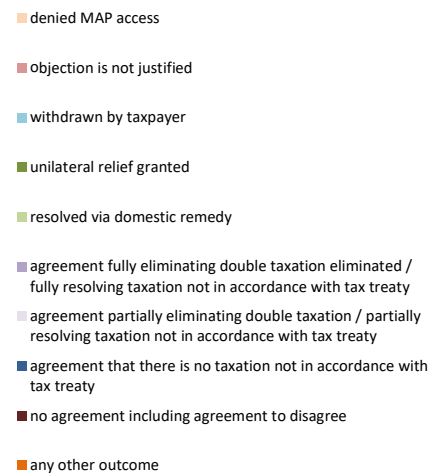 denied MAP access
objection is not justified
withdrawn by taxpayer
unilateral relief granted
resolved via domestic remedy
agreement fully eliminating double taxation eliminated /
fully resolving taxation not in accordance with tax treaty
agreement partially eliminating double taxation / partially
resolving taxation not in accordance with tax treaty
agreement that there is no taxation not in accordance with
tax treaty
no agreement including agreement to disagree
any other outcome